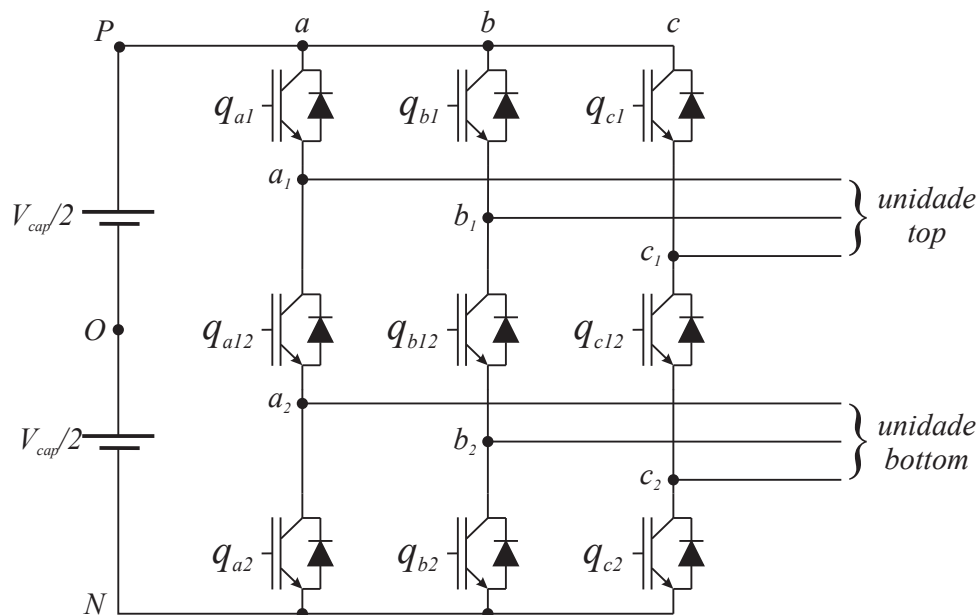 P a b c
q_{a1} q_{b1} q_{c1}
a_1
unidade
top
V_{cap}/2
b_1
c_1
O
q_{a12} q_{b12} q_{c12}
a_2
unidade
bottom
V_{cap}/2
b_2
c_2
q_{a2} q_{b2} q_{c2}
N